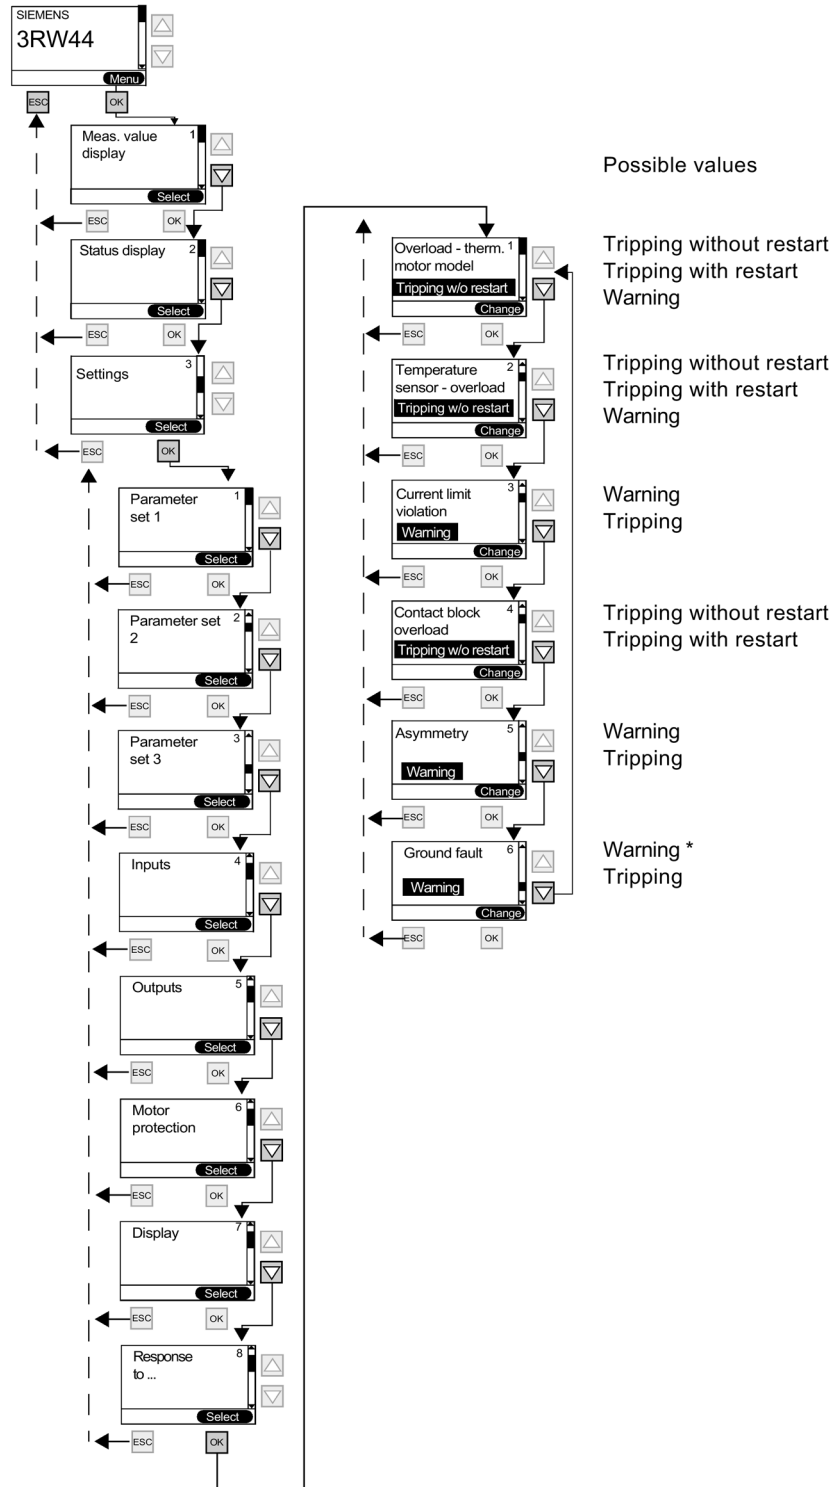 SIEMENS
3RW44
Menu
ESC
OK
Meas. value
display
1
Select
ESC
OK
Status display
2
Select
ESC
OK
Settings
3
Select
ESC
OK
Parameter
set 1
1
Select
ESC
OK
Parameter set
2
2
Select
ESC
OK
Parameter
set 3
3
Select
ESC
OK
Inputs
4
Select
ESC
OK
Outputs
5
Select
ESC
OK
Motor
protection
6
Select
ESC
OK
Display
7
Select
ESC
OK
Response
to ...
8
Select
ESC
OK
Overload - therm.
motor model
1
Tripping w/o restart
Change
ESC
OK
Temperature
sensor - overload
2
Tripping w/o restart
Change
ESC
OK
Current limit
violation
3
Warning
Change
ESC
OK
Contact block
overload
4
Tripping w/o restart
Change
ESC
OK
Asymmetry
5
Warning
Change
ESC
OK
Ground fault
6
Warning
Change
ESC
OK
Possible values
Tripping without restart
Tripping with restart
Warning
Tripping without restart
Tripping with restart
Warning
Warning
Tripping
Tripping without restart
Tripping with restart
Warning
Tripping
Warning *
Tripping